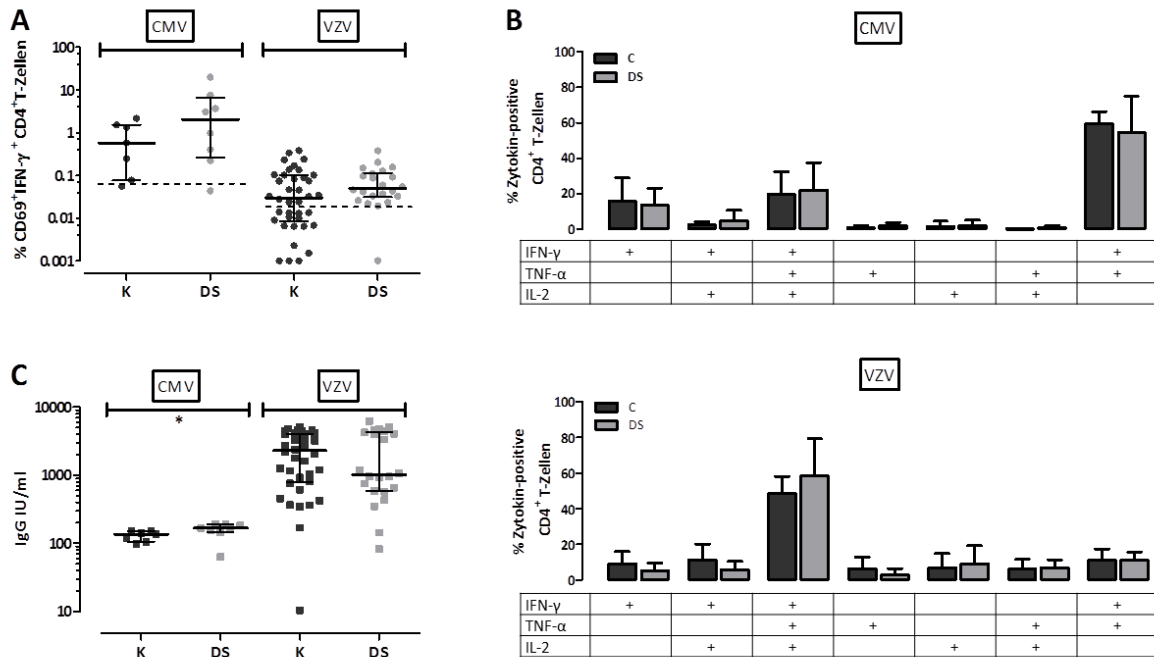 A
CMV
VZV
% CD69⁺IFN-γ⁺ CD4⁺T-Zellen
100
10
1
0.1
0.01
0.001
K
DS
K
DS
B
CMV
% Zytokin-positive
CD4⁺ T-Zellen
100
80
60
40
20
0
C
DS
IFN-γ + + + +
TNF-α + + + +
IL-2 + + + +
C
CMV
VZV
*
IgG IU/ml
10000
1000
100
10
K
DS
K
DS
VZV
% Zytokin-positive
CD4⁺ T-Zellen
100
80
60
40
20
0
C
DS
IFN-γ + + + +
TNF-α + + + +
IL-2 + + + +